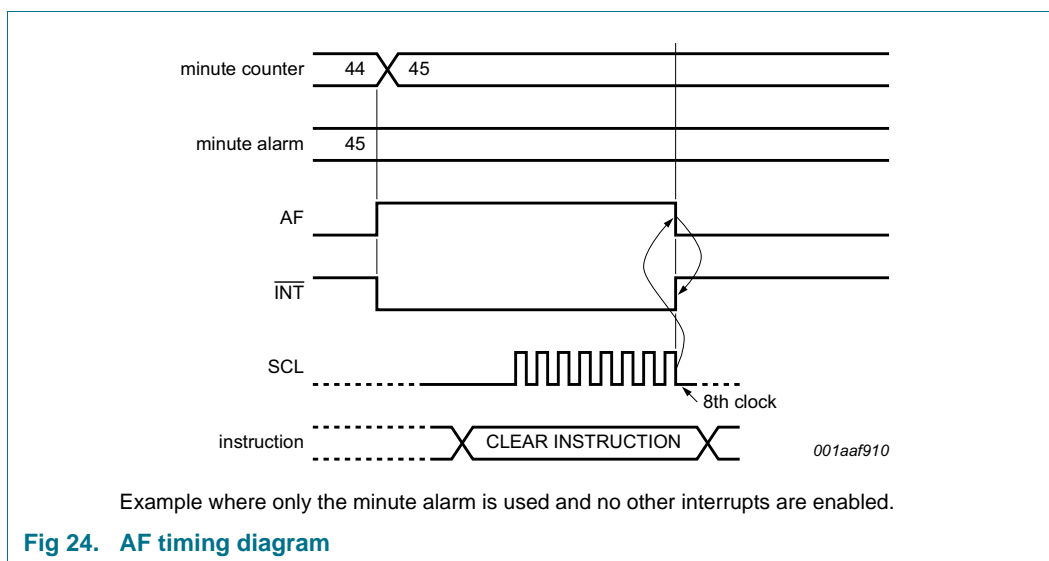 minute counter 44 45
minute alarm 45
AF
INT
SCL
8th clock
instruction CLEAR INSTRUCTION
001aaf910
Example where only the minute alarm is used and no other interrupts are enabled.
Fig 24. AF timing diagram